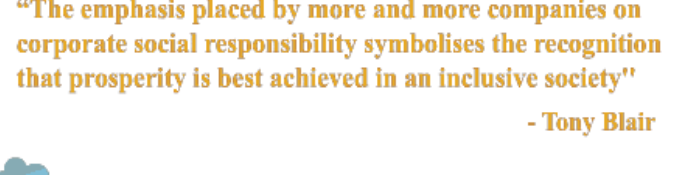 “The emphasis placed by more and more companies on
corporate social responsibility symbolises the recognition
that prosperity is best achieved in an inclusive society"
- Tony Blair